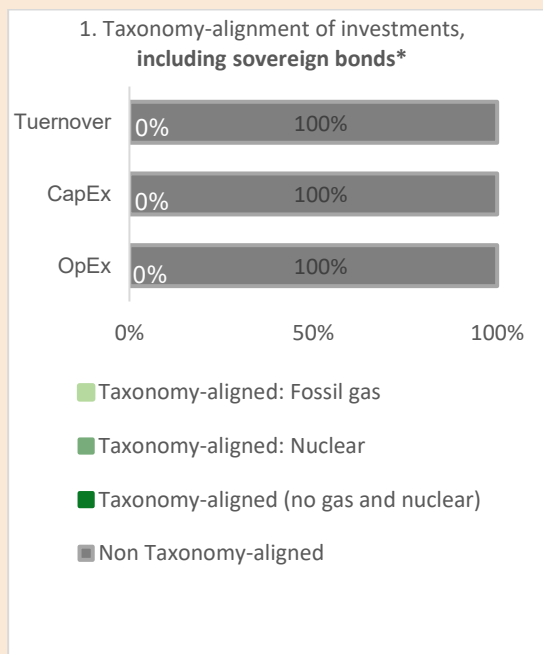 1. Taxonomy-alignment of investments,
including sovereign bonds*
Tuernover
0%
100%
CapEx
0%
100%
OpEx
0%
100%
0%
50%
100%
Taxonomy-aligned: Fossil gas
Taxonomy-aligned: Nuclear
Taxonomy-aligned (no gas and nuclear)
Non Taxonomy-aligned